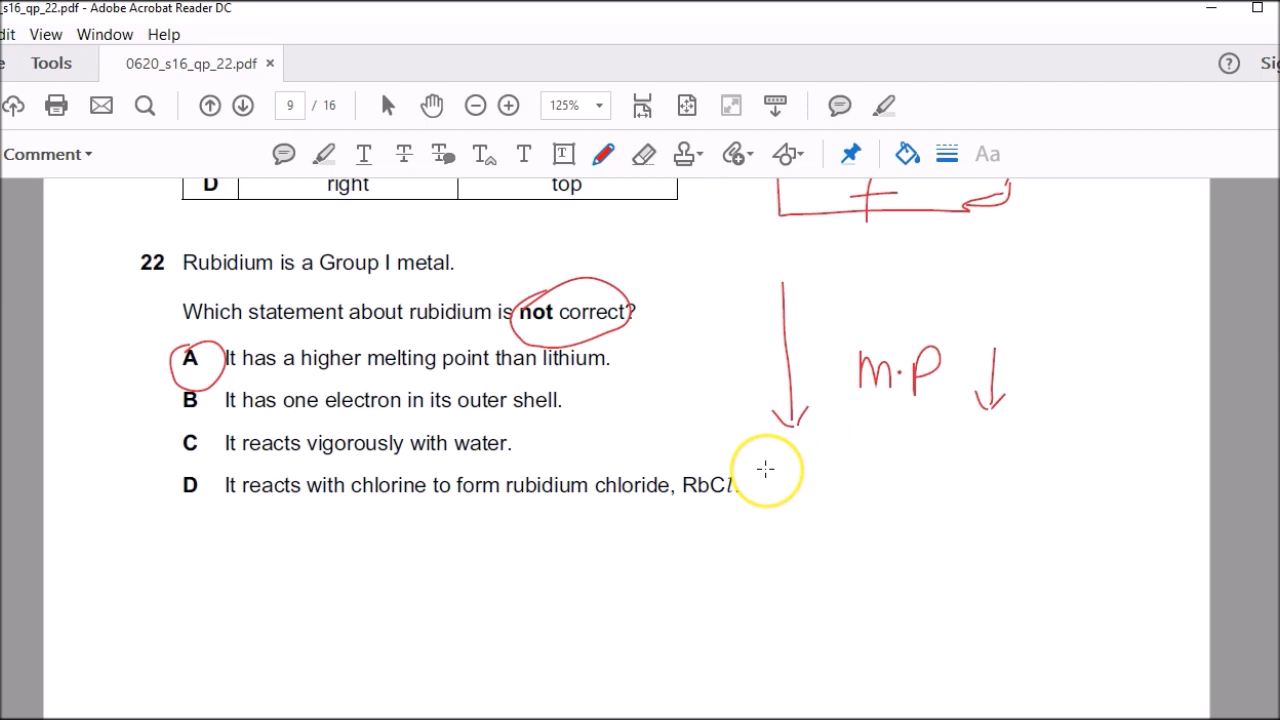 _s16_qp_22.pdf - Adobe Acrobat Reader DC
dit View Window Help
e Tools 0620_s16_qp_22.pdf × ? Si
9 / 16 125%
Comment T T T T T T Aa
D right top
22 Rubidium is a Group I metal.
Which statement about rubidium is not correct?
A It has a higher melting point than lithium.
B It has one electron in its outer shell.
C It reacts vigorously with water.
D It reacts with chlorine to form rubidium chloride, RbCl.
M.P